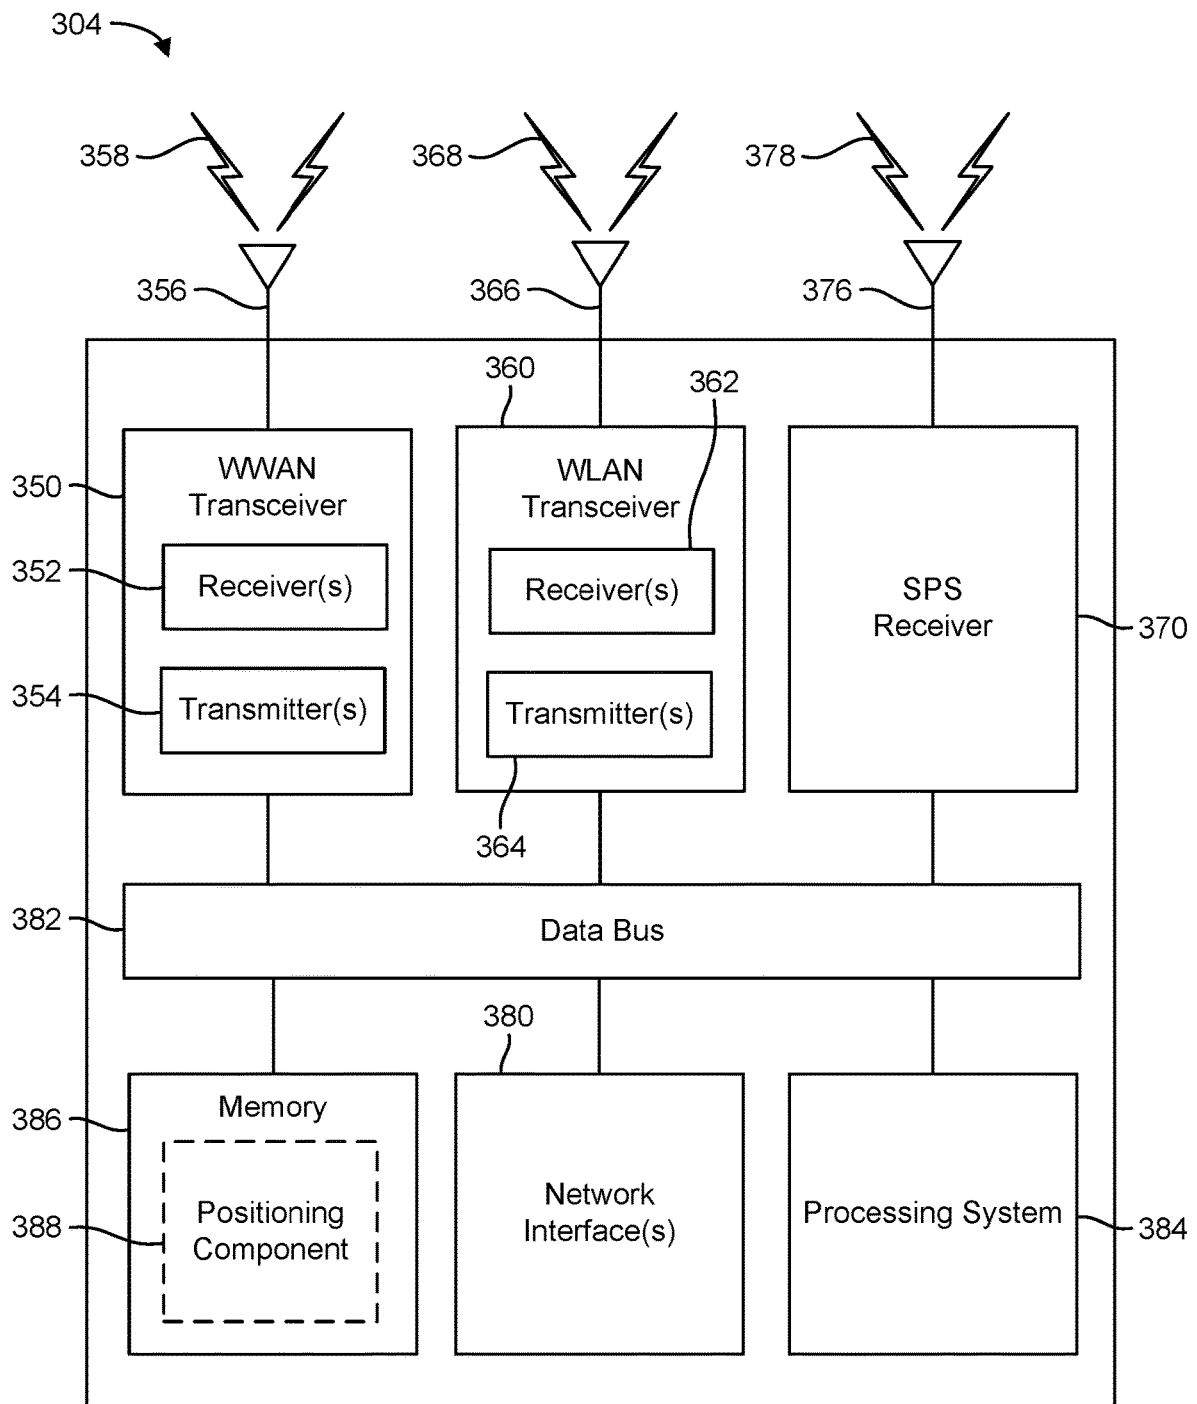 304
358
368
378
356
366
376
360
362
350
WWAN
Transceiver
WLAN
Transceiver
352
Receiver(s)
Receiver(s)
SPS
Receiver
370
354
Transmitter(s)
Transmitter(s)
364
382
Data Bus
380
386
Memory
388
Positioning
Component
Network
Interface(s)
Processing System
384